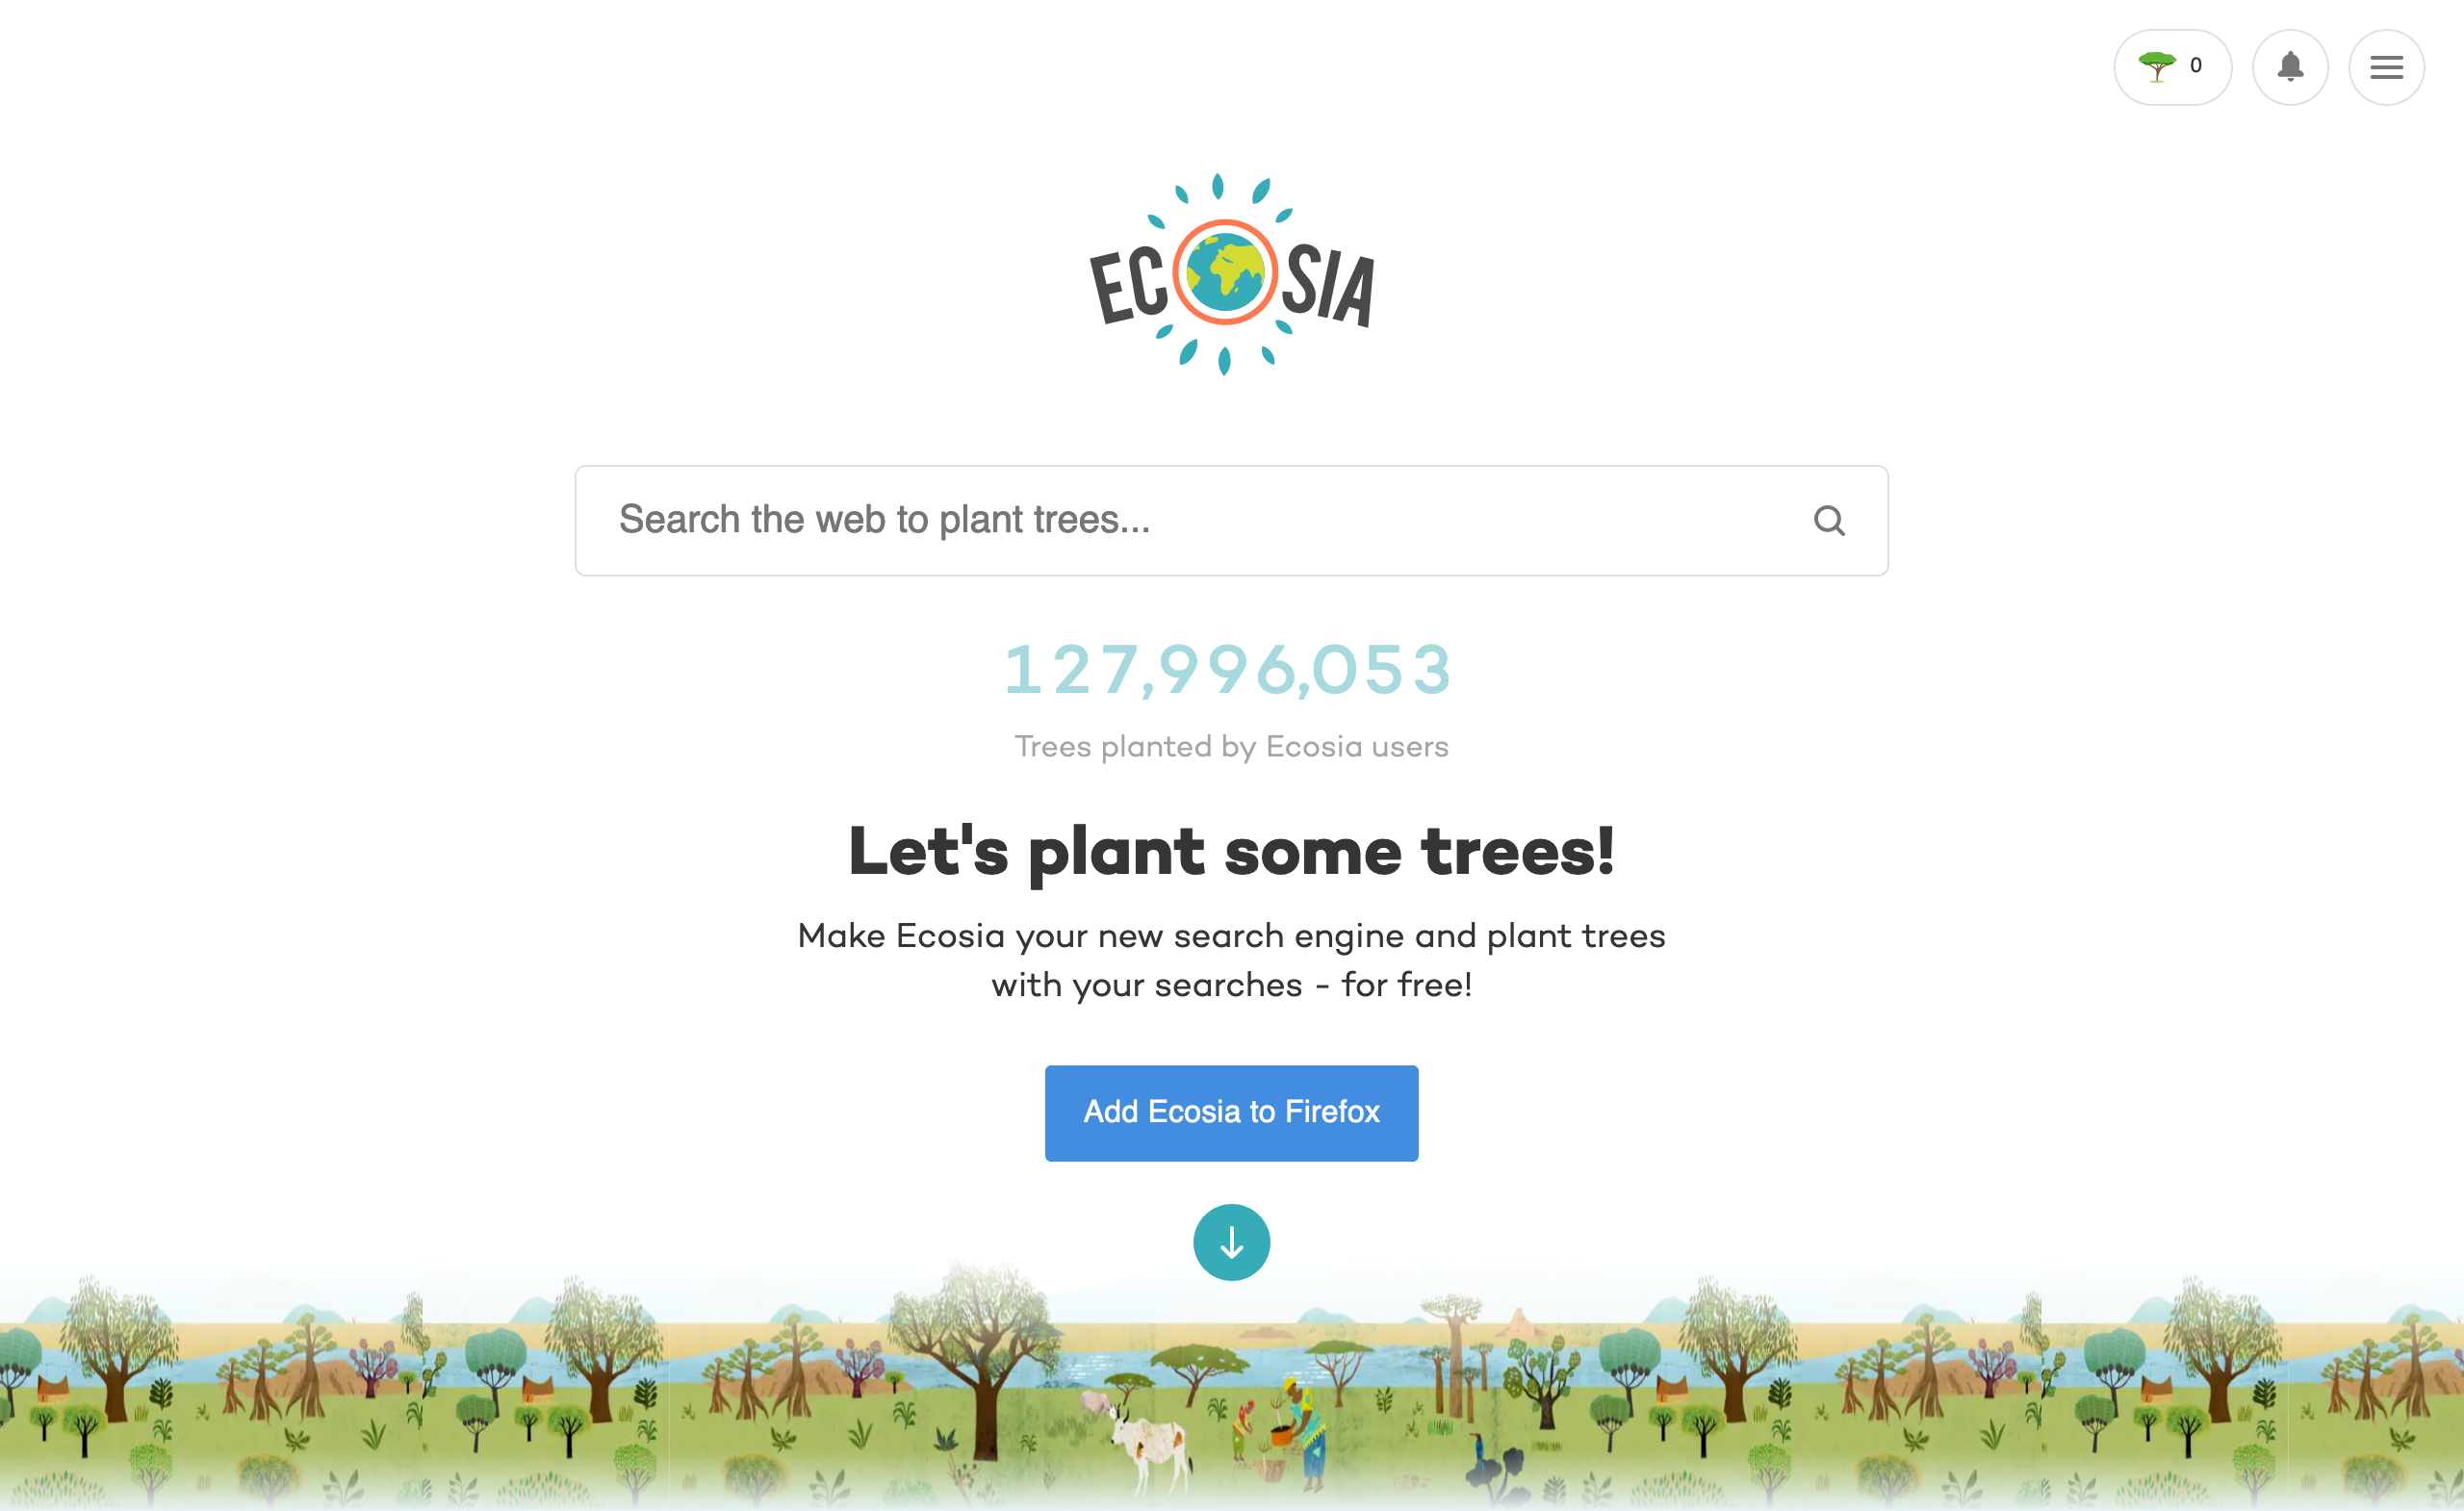 0
ECOSIA
Search the web to plant trees...
127,996,053
Trees planted by Ecosia users
Let's plant some trees!
Make Ecosia your new search engine and plant trees
with your searches - for free!
Add Ecosia to Firefox